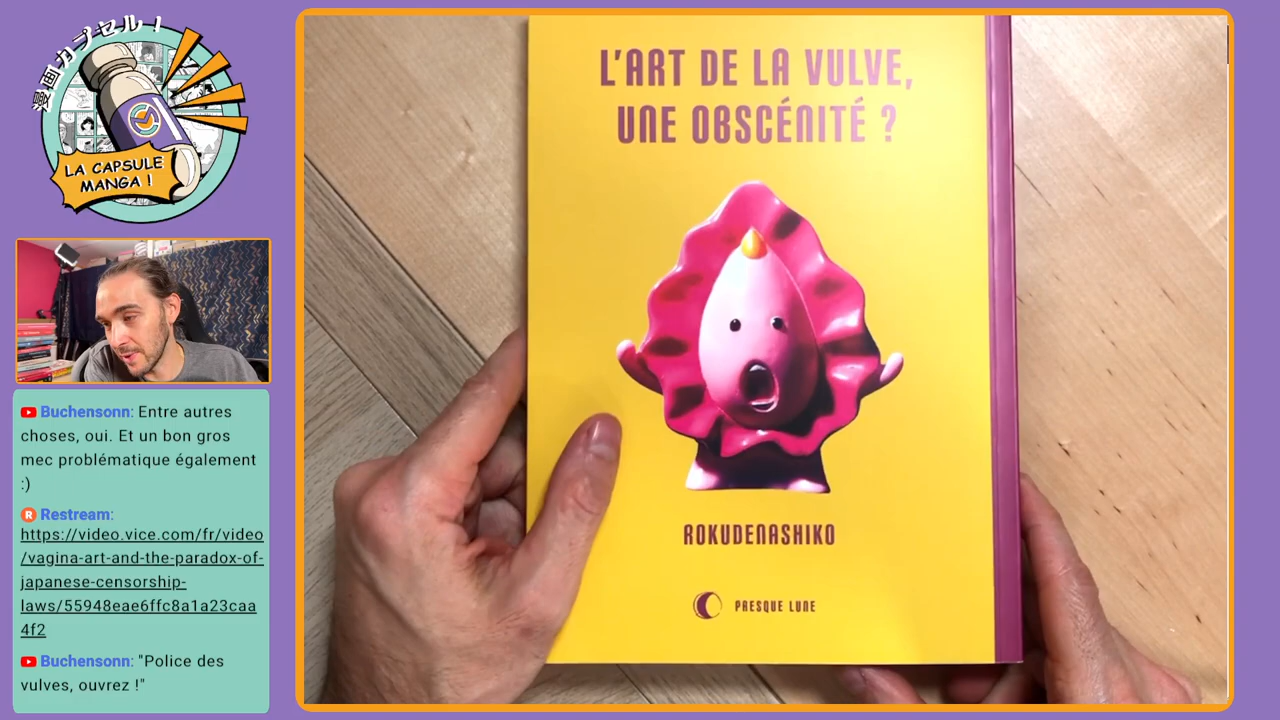 漫画カプセル！
LA CAPSULE
MANGA !
Buchensonn: Entre autres
choses, oui. Et un bon gros
mec problématique également
:)
R Restream:
https://video.vice.com/fr/video
/vagina-art-and-the-paradox-of-
japanese-censorship-
laws/55948eae6ffc8a1a23caa
4f2
Buchensonn: "Police des
vulves, ouvrez !"
L'ART DE LA VULVE,
UNE OBSCÉNITÉ ?
ROKUDENASHIKO
PRESQUE LUNE